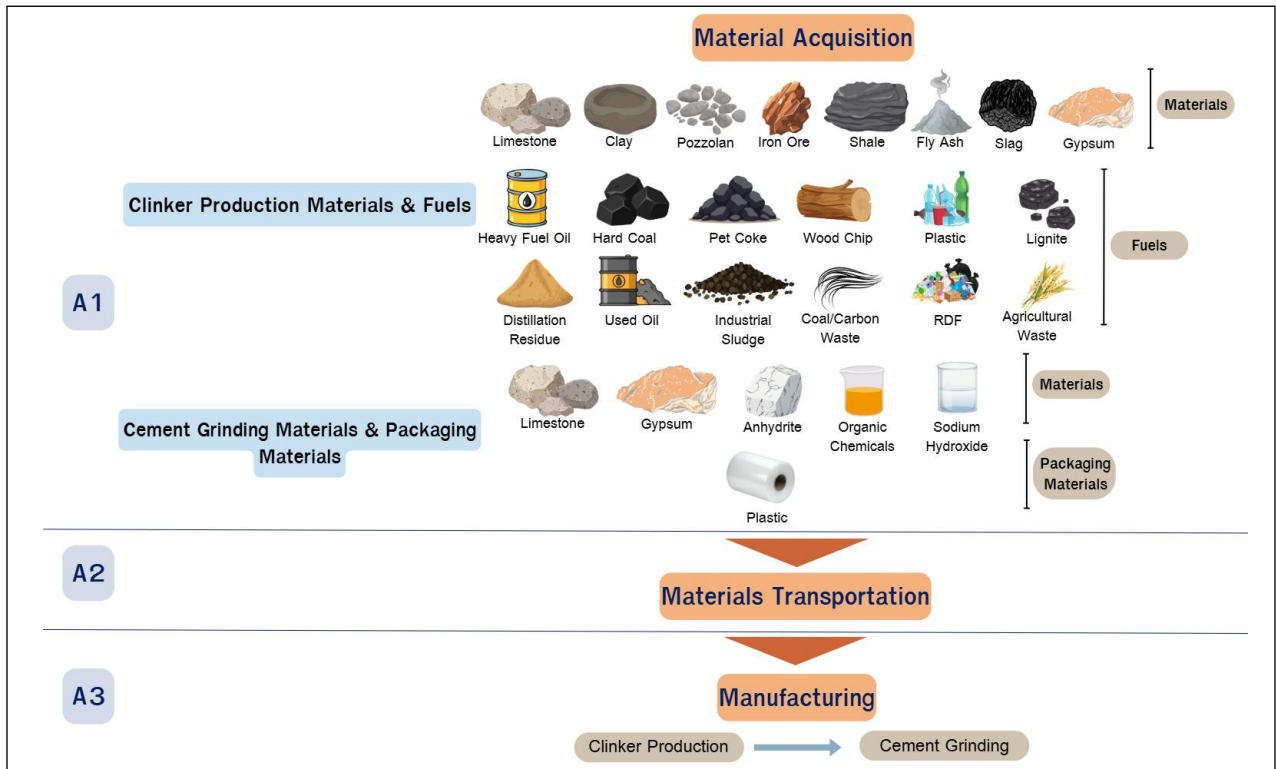 Material Acquisition
Limestone
Clay
Pozzolan
Iron Ore
Shale
Fly Ash
Slag
Gypsum
Materials
Clinker Production Materials & Fuels
Heavy Fuel Oil
Hard Coal
Pet Coke
Wood Chip
Plastic
Lignite
Fuels
A1
Distillation
Residue
Used Oil
Industrial
Sludge
Coal/Carbon
Waste
RDF
Agricultural
Waste
Cement Grinding Materials & Packaging
Materials
Limestone
Gypsum
Anhydrite
Organic
Chemicals
Sodium
Hydroxide
Materials
Plastic
Packaging
Materials
A2
Materials Transportation
A3
Manufacturing
Clinker Production
Cement Grinding